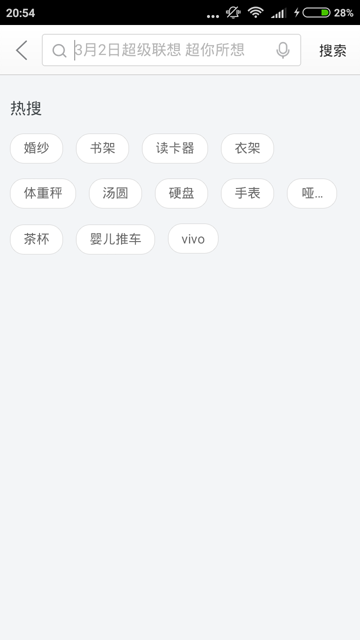 20:54 28%
3月2日超级联想 超你所想 搜索
热搜
婚纱 书架 读卡器 衣架
体重秤 汤圆 硬盘 手表 哑...
茶杯 婴儿推车 vivo